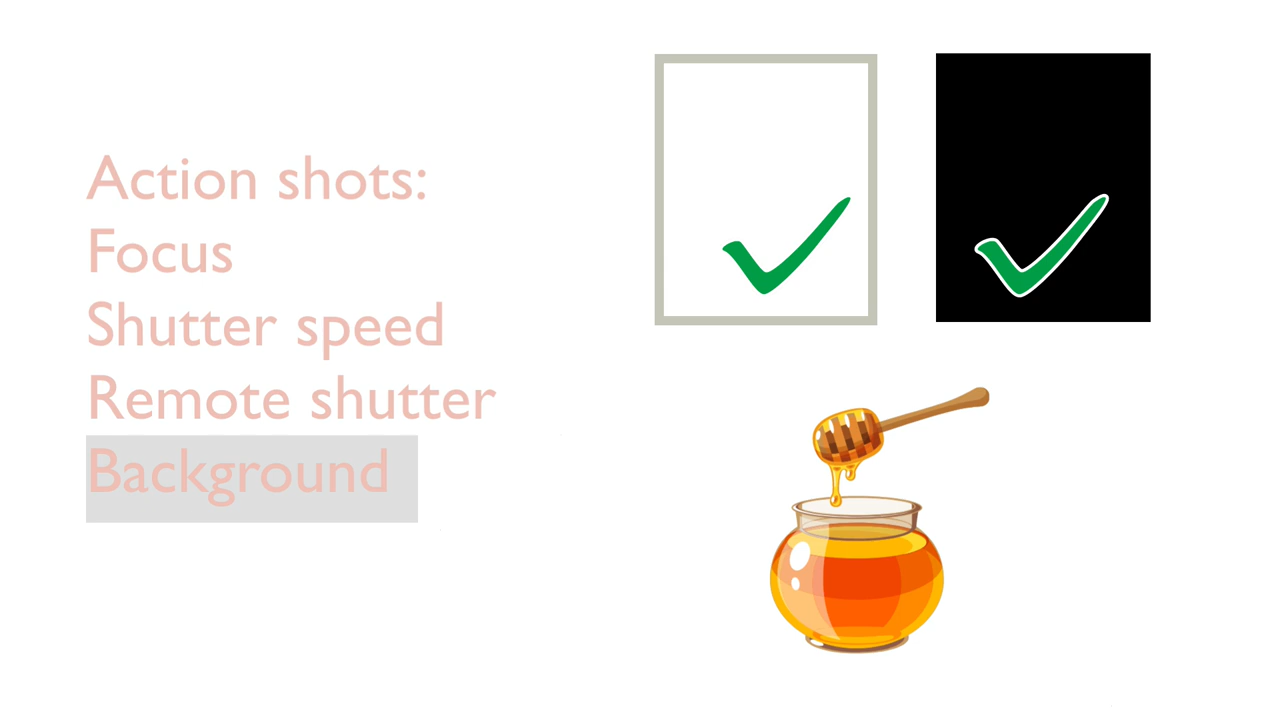 Action shots:
Focus
Shutter speed
Remote shutter
Background